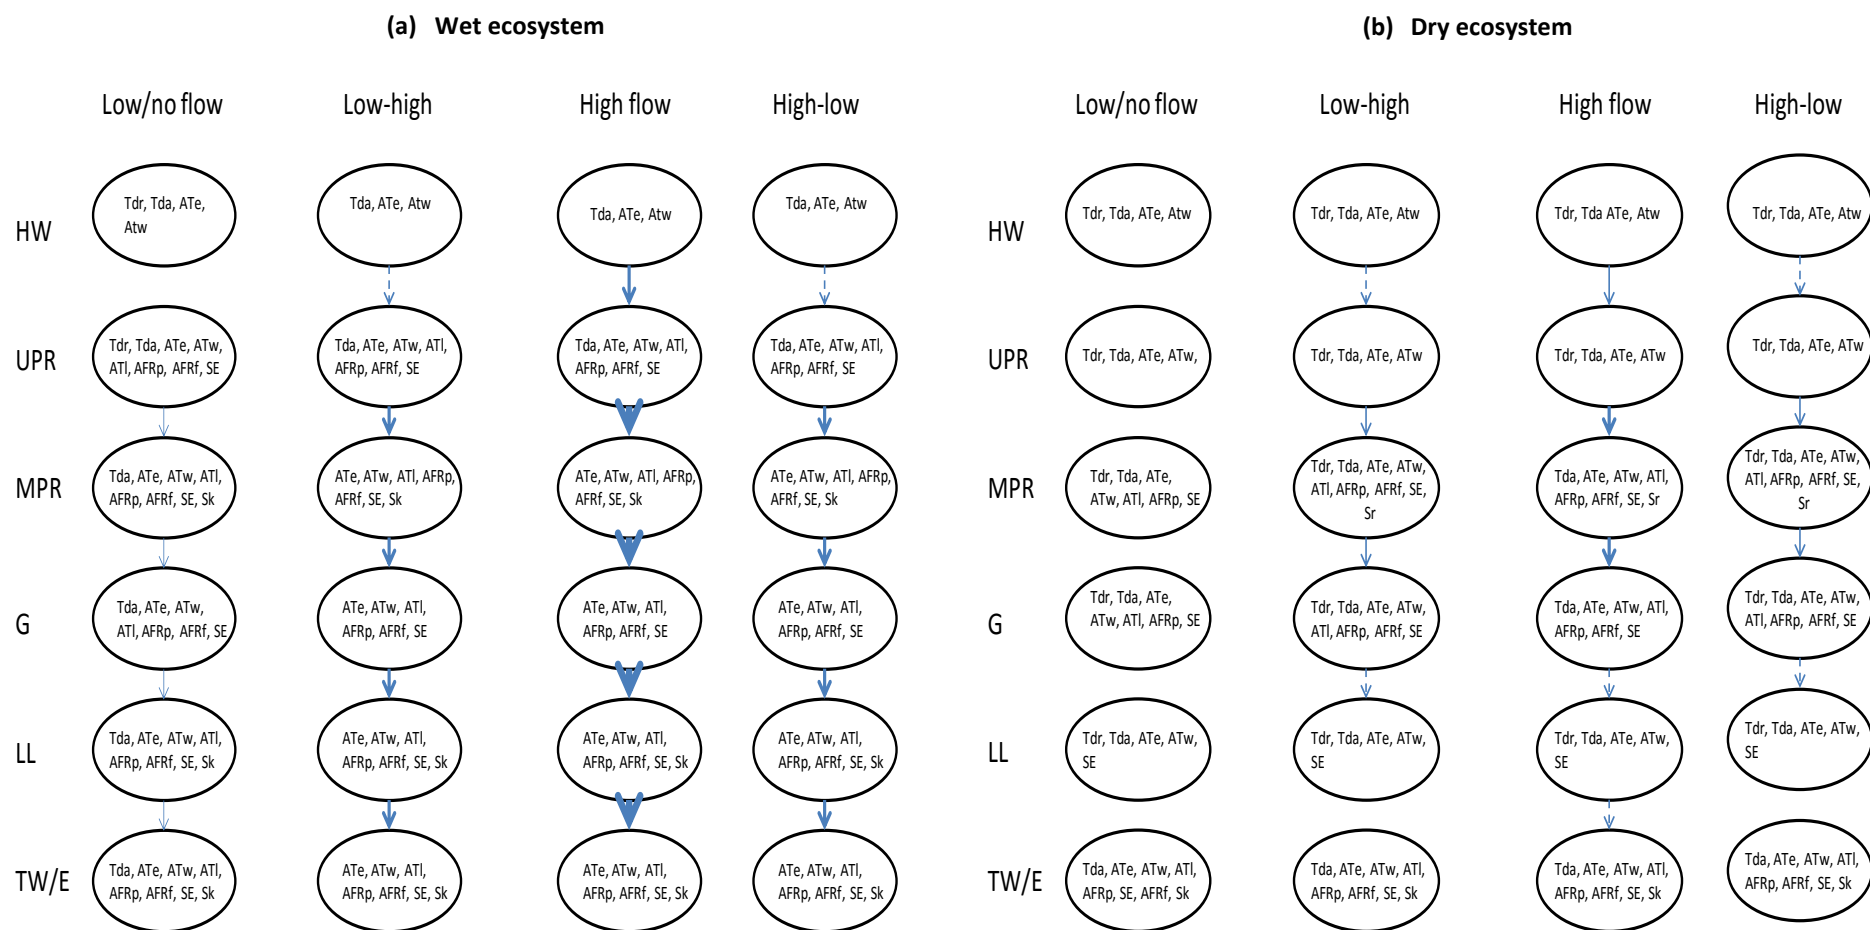 (a) Wet ecosystem
(b) Dry ecosystem
Low/no flow
Low-high
High flow
High-low
Low/no flow
Low-high
High flow
High-low
HW
Tdr, Tda, ATe,
Atw
Tda, ATe, Atw
Tda, ATe, Atw
Tda, ATe, Atw
HW
Tdr, Tda, ATe, Atw
Tdr, Tda, ATe, Atw
Tdr, Tda ATe, Atw
Tdr, Tda, ATe, Atw
UPR
Tdr, Tda, ATe, ATw,
ATl, AFRp, AFRf, SE
Tda, ATe, ATw, ATl,
AFRp, AFRf, SE
Tda, ATe, ATw, ATl,
AFRp, AFRf, SE
Tda, ATe, ATw, ATl,
AFRp, AFRf, SE
UPR
Tdr, Tda, ATe, ATw,
Tdr, Tda, ATe, ATw
Tdr, Tda, ATe, ATw
Tdr, Tda, ATe, ATw
MPR
Tda, ATe, ATw, ATl,
AFRp, AFRf, SE, Sk
ATe, ATw, ATl, AFRp,
AFRf, SE, Sk
ATe, ATw, ATl, AFRp,
AFRf, SE, Sk
ATe, ATw, ATl, AFRp,
AFRf, SE, Sk
MPR
Tdr, Tda, ATe,
ATw, ATl, AFRp, SE
Tdr, Tda, ATe, ATw,
ATl, AFRp, AFRf, SE,
Sr
Tda, ATe, ATw, ATl,
AFRp, AFRf, SE, Sr
Tdr, Tda, ATe, ATw,
ATl, AFRp, AFRf, SE,
Sr
G
Tda, ATe, ATw,
ATl, AFRp, AFRf, SE
ATe, ATw, ATl,
AFRp, AFRf, SE
ATe, ATw, ATl,
AFRp, AFRf, SE
ATe, ATw, ATl,
AFRp, AFRf, SE
G
Tdr, Tda, ATe,
ATw, ATl, AFRp, SE
Tdr, Tda, ATe, ATw,
ATl, AFRp, AFRf, SE
Tda, ATe, ATw, ATl,
AFRp, AFRf, SE
Tdr, Tda, ATe, ATw,
ATl, AFRp, AFRf, SE
LL
Tda, ATe, ATw, ATl,
AFRp, AFRf, SE, Sk
ATe, ATw, ATl,
AFRp, AFRf, SE, Sk
ATe, ATw, ATl,
AFRp, AFRf, SE, Sk
ATe, ATw, ATl,
AFRp, AFRf, SE, Sk
LL
Tdr, Tda, ATe, ATw,
SE
Tdr, Tda, ATe, ATw,
SE
Tdr, Tda, ATe, ATw,
SE
Tdr, Tda, ATe, ATw,
SE
TW/E
Tda, ATe, ATw, ATl,
AFRp, AFRf, SE, Sk
ATe, ATw, ATl,
AFRp, AFRf, SE, Sk
ATe, ATw, ATl,
AFRp, AFRf, SE, Sk
ATe, ATw, ATl,
AFRp, AFRf, SE, Sk
TW/E
Tda, ATe, ATw, ATl,
AFRp, SE, AFRf, Sk
Tda, ATe, ATw, ATl,
AFRp, AFRf, SE, Sk
Tda, ATe, ATw, ATl,
AFRp, AFRf, SE, Sk
Tda, ATe, ATw, ATl,
AFRp, AFRf, SE, Sk